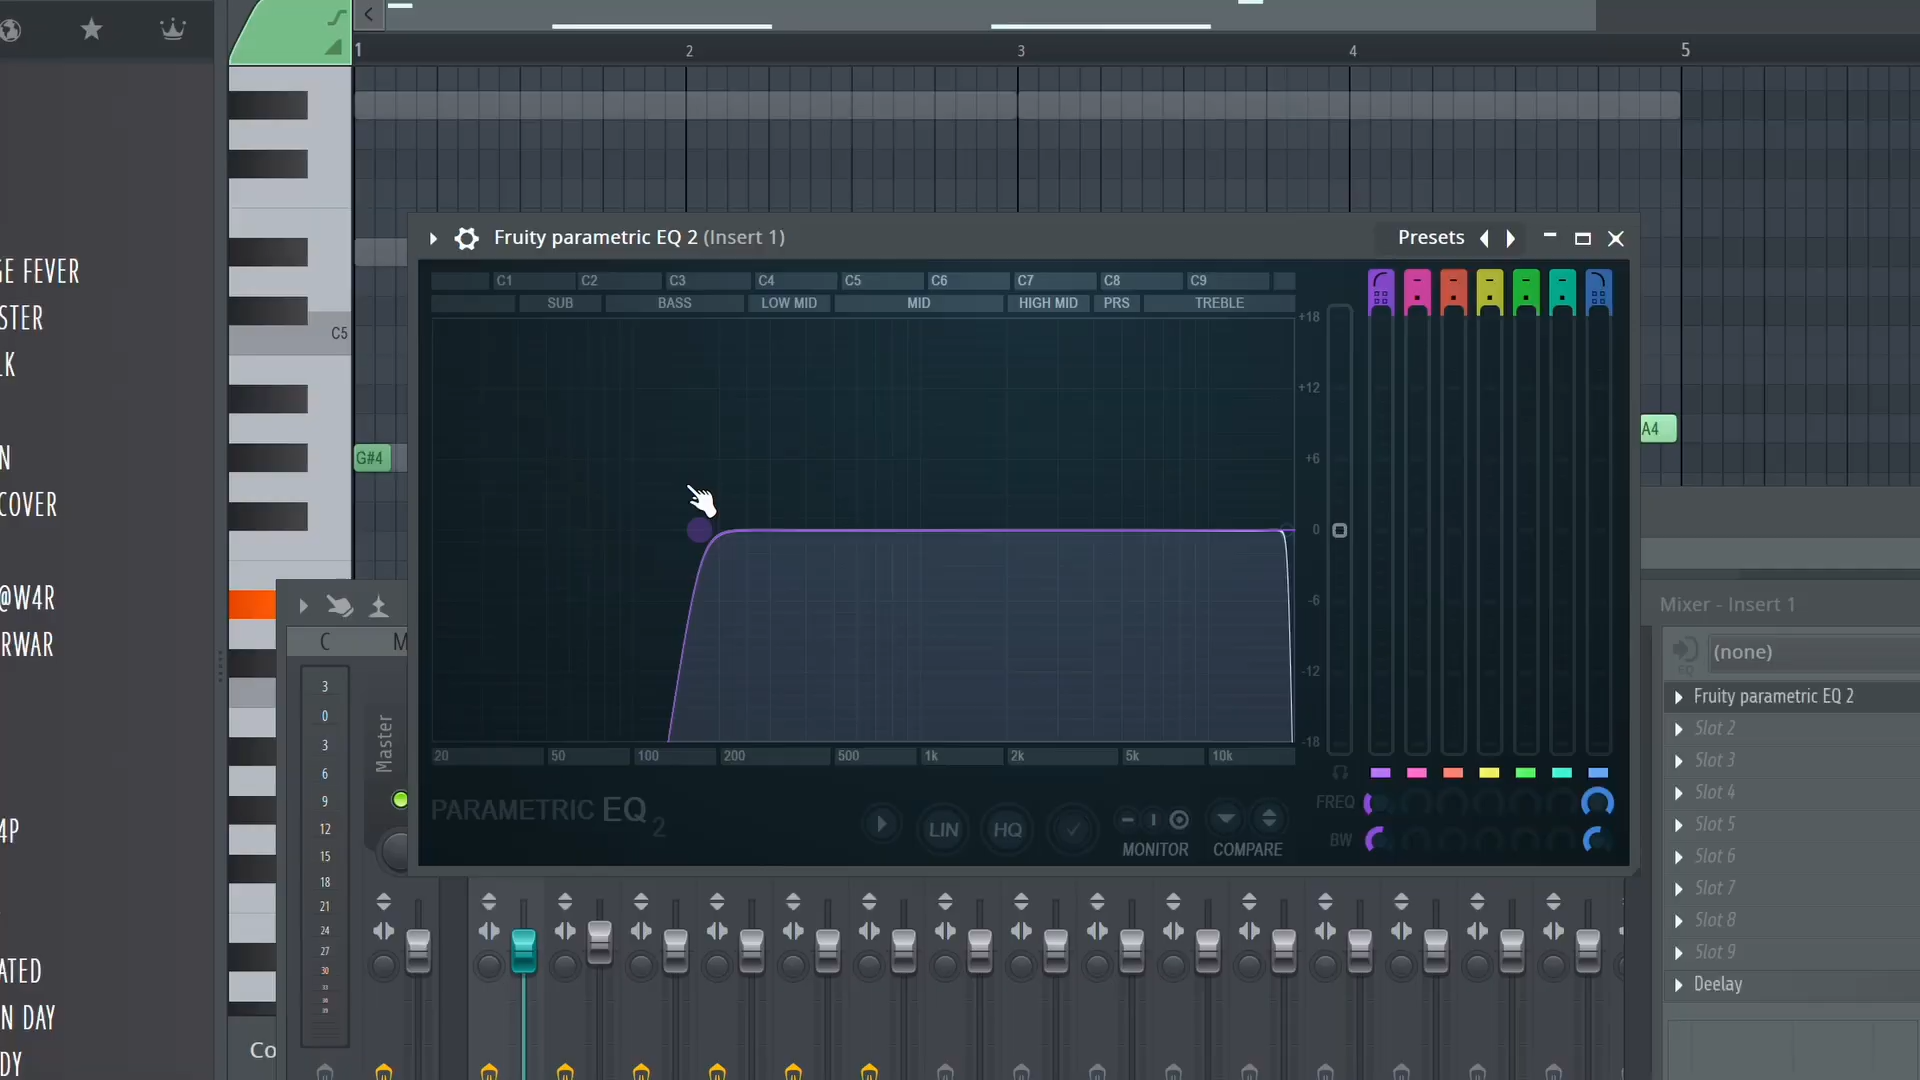 1
2
3
4
5
GE FEVER
STER
LK
N
COVER
@W4R
RWAR
4P
ATED
N DAY
DY
C5
G#4
A4
Fruity parametric EQ 2 (Insert 1)
Presets
C1 C2 C3 C4 C5 C6 C7 C8 C9
SUB BASS LOW MID MID HIGH MID PRS TREBLE
+18
+12
+6
0
-6
-12
-18
20 50 100 200 500 1k 2k 5k 10k
PARAMETRIC EQ 2
LIN HQ
MONITOR COMPARE
FREQ
BW
C M
3
0
3
6
9
12
15
18
21
24
27
30
Master
Co
Mixer - Insert 1
EQ
(none)
Fruity parametric EQ 2
Slot 2
Slot 3
Slot 4
Slot 5
Slot 6
Slot 7
Slot 8
Slot 9
Deelay